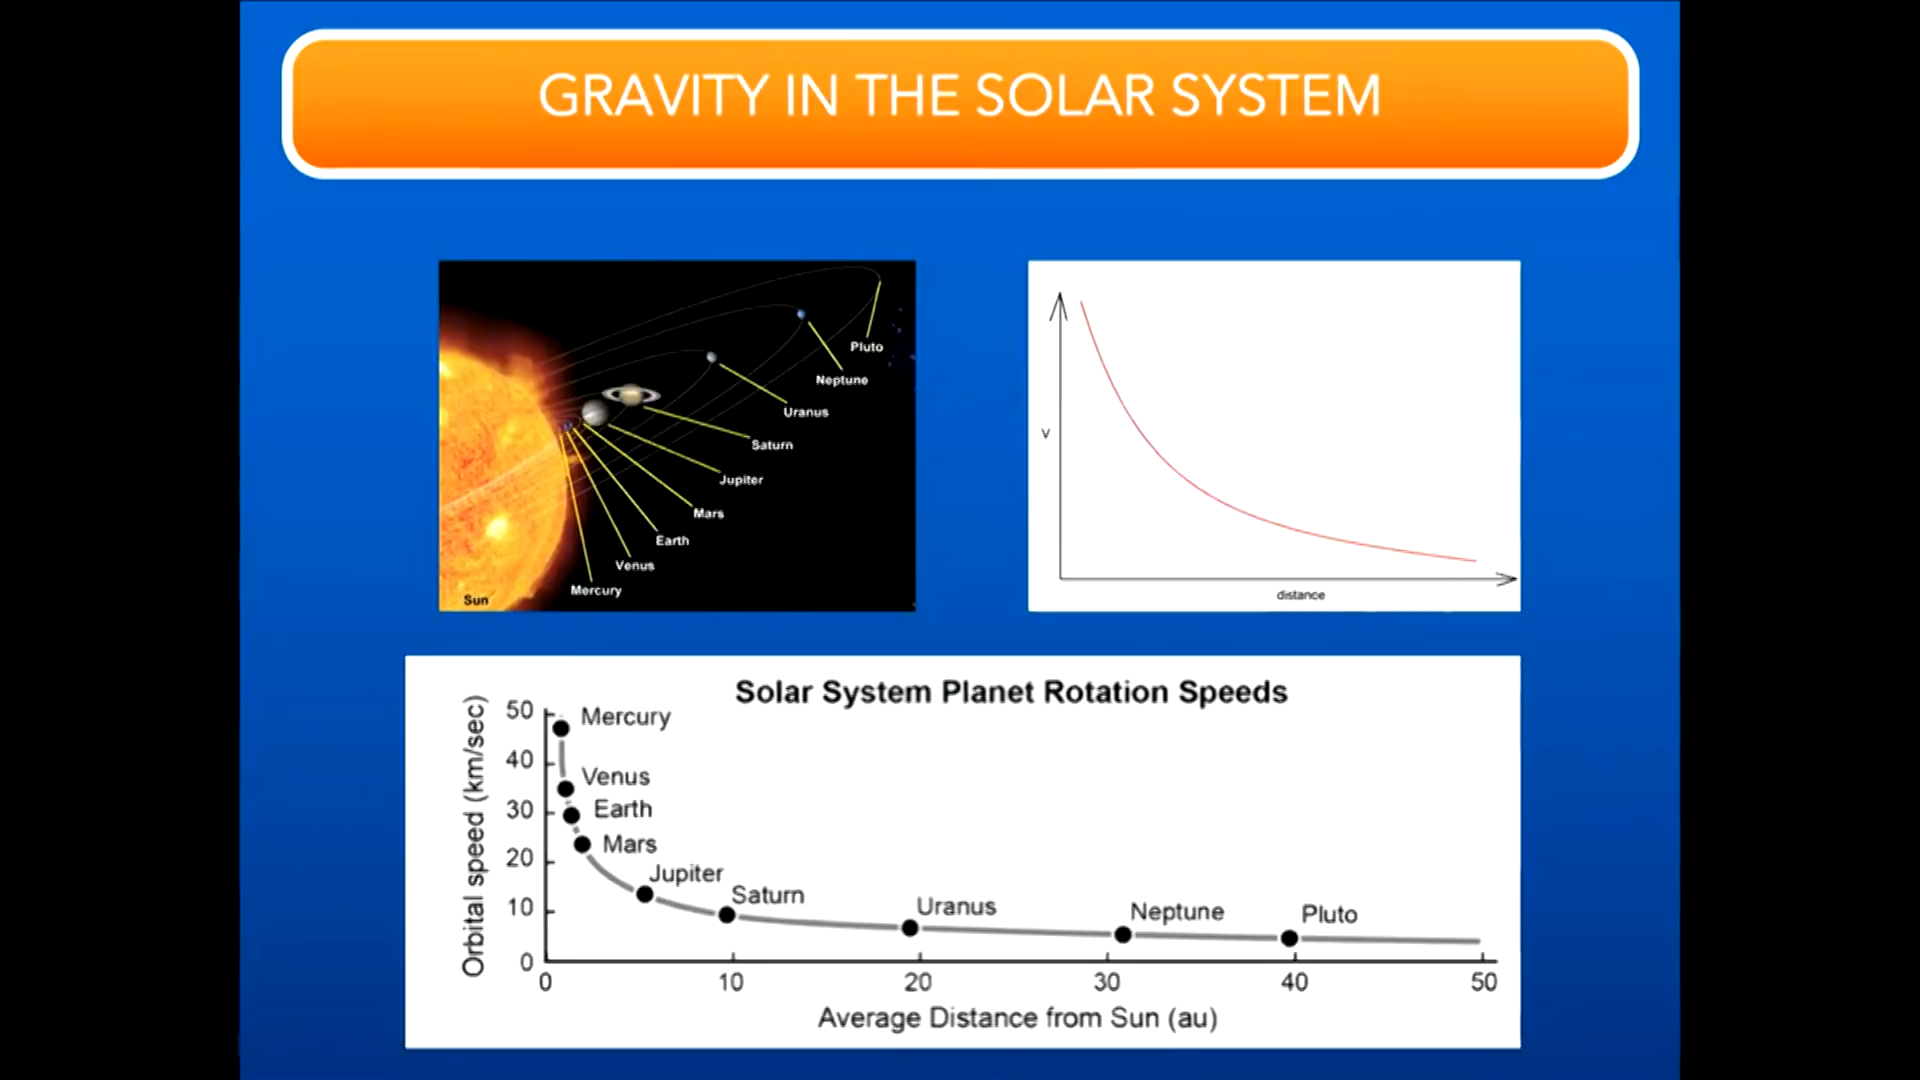 GRAVITY IN THE SOLAR SYSTEM
Pluto
Neptune
Uranus
Saturn
Jupiter
Mars
Earth
Venus
Mercury
Sun
V
distance
Solar System Planet Rotation Speeds
Orbital speed (km/sec)
50
40
30
20
10
0
Mercury
Venus
Earth
Mars
Jupiter
Saturn
Uranus
Neptune
Pluto
0 10 20 30 40 50
Average Distance from Sun (au)